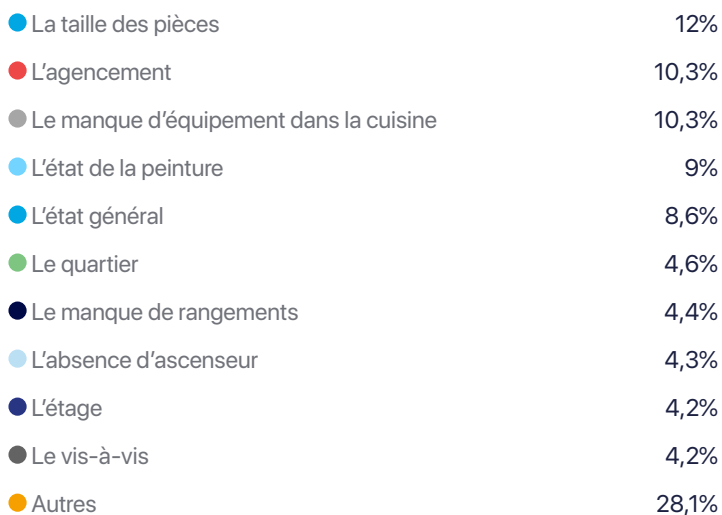 La taille des pièces 12%
L’agencement 10,3%
Le manque d’équipement dans la cuisine 10,3%
L’état de la peinture 9%
L’état général 8,6%
Le quartier 4,6%
Le manque de rangements 4,4%
L’absence d’ascenseur 4,3%
L’étage 4,2%
Le vis-à-vis 4,2%
Autres 28,1%